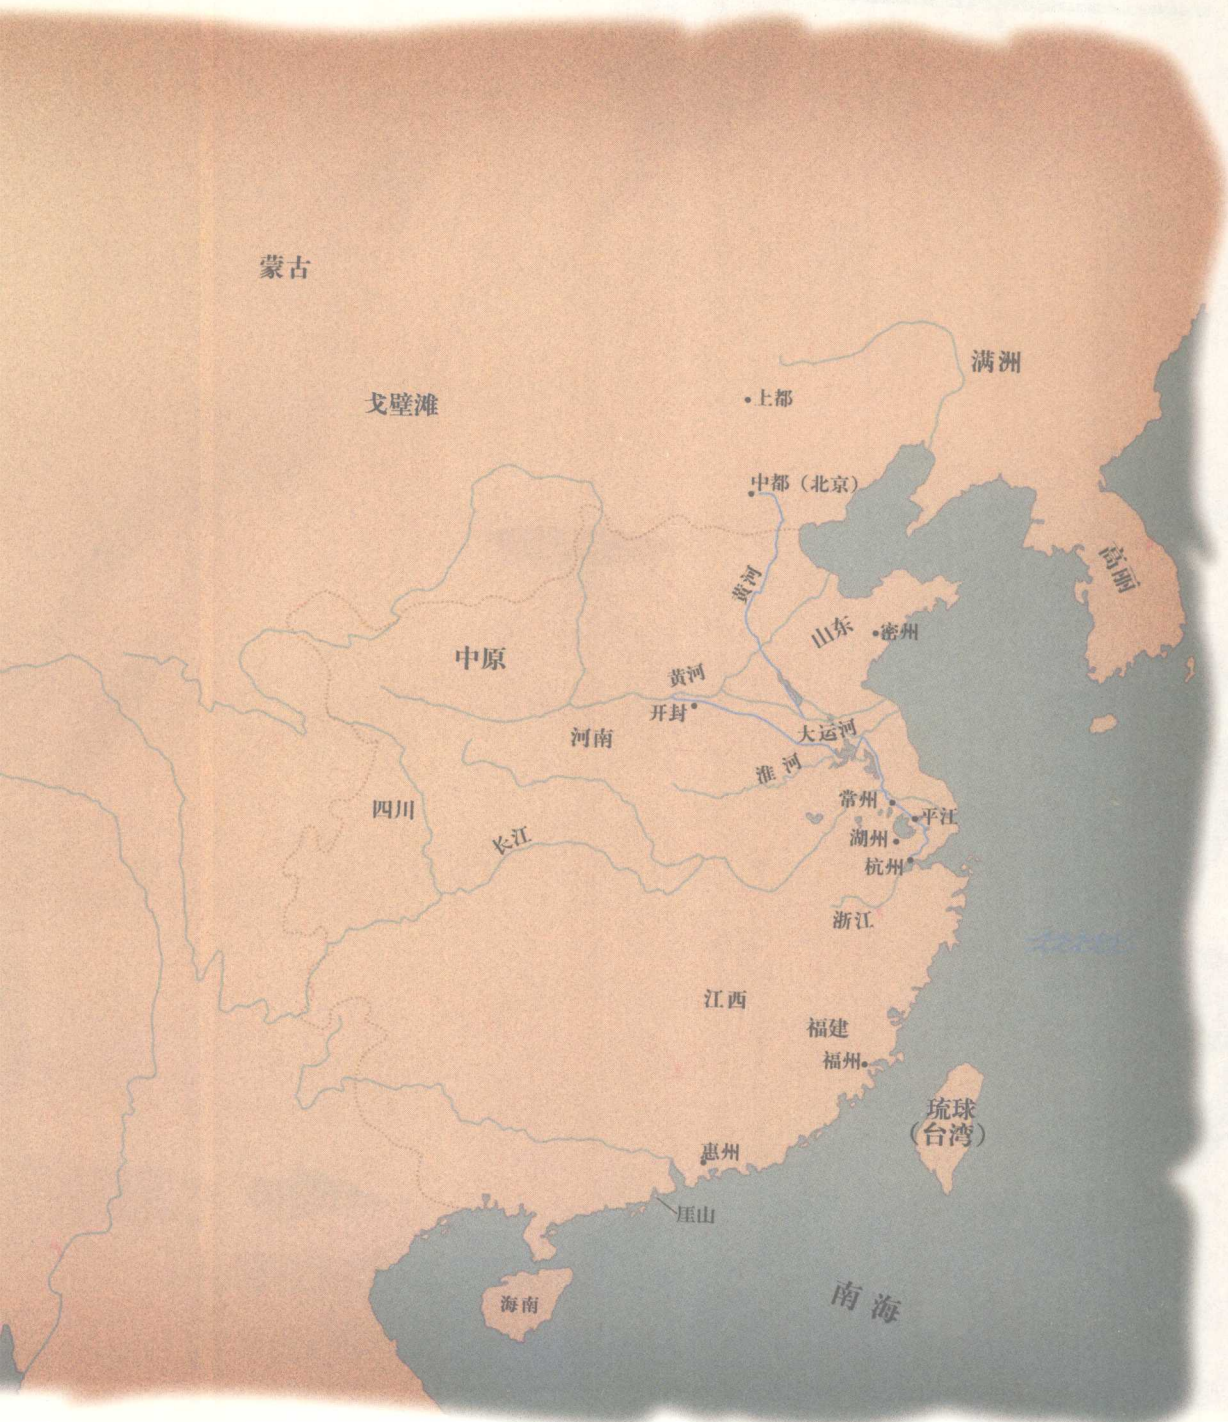 蒙古
满洲
戈壁滩
上都
中都（北京）
高丽
黄河
山东
密州
中原
黄河
开封
河南
大运河
淮河
常州
四川
平江
长江
湖州
杭州
浙江
江西
福建
福州
琉球
（台湾）
惠州
厓山
海南
南海